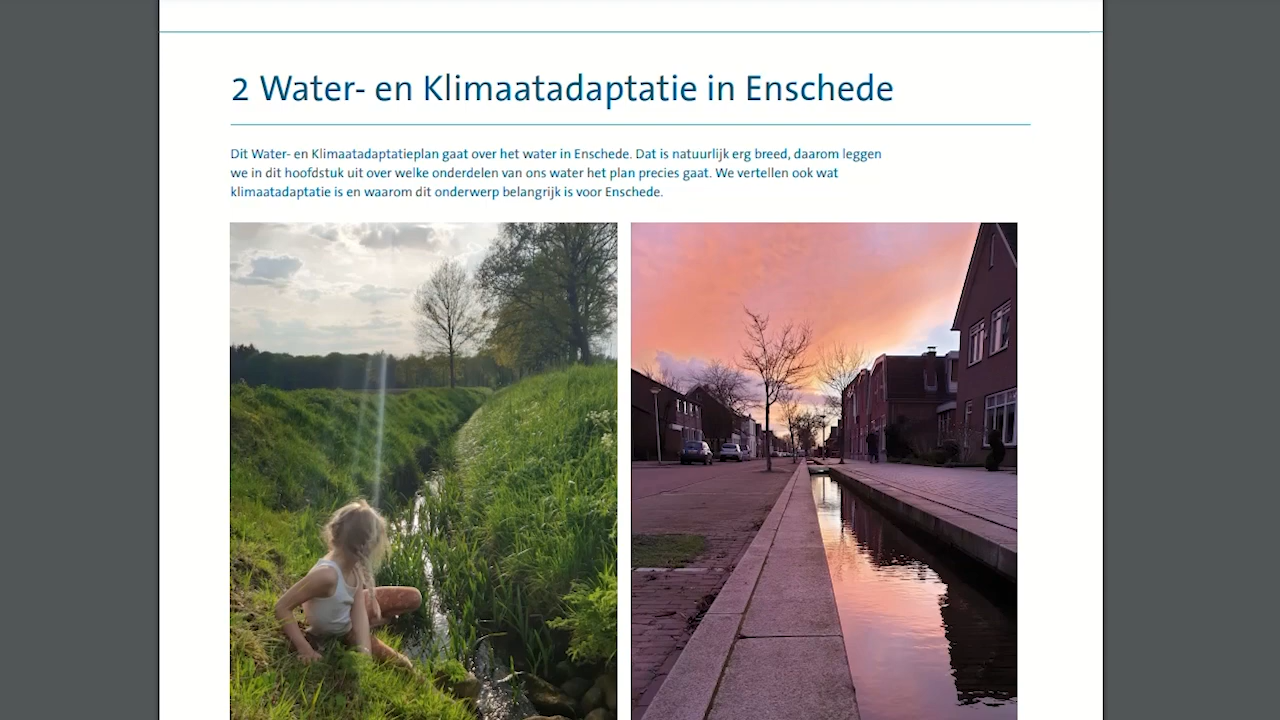 2 Water- en Klimaatadaptatie in Enschede
Dit Water- en Klimaatadaptatieplan gaat over het water in Enschede. Dat is natuurlijk erg breed, daarom leggen
we in dit hoofdstuk uit over welke onderdelen van ons water het plan precies gaat. We vertellen ook wat
klimaatadaptatie is en waarom dit onderwerp belangrijk is voor Enschede.